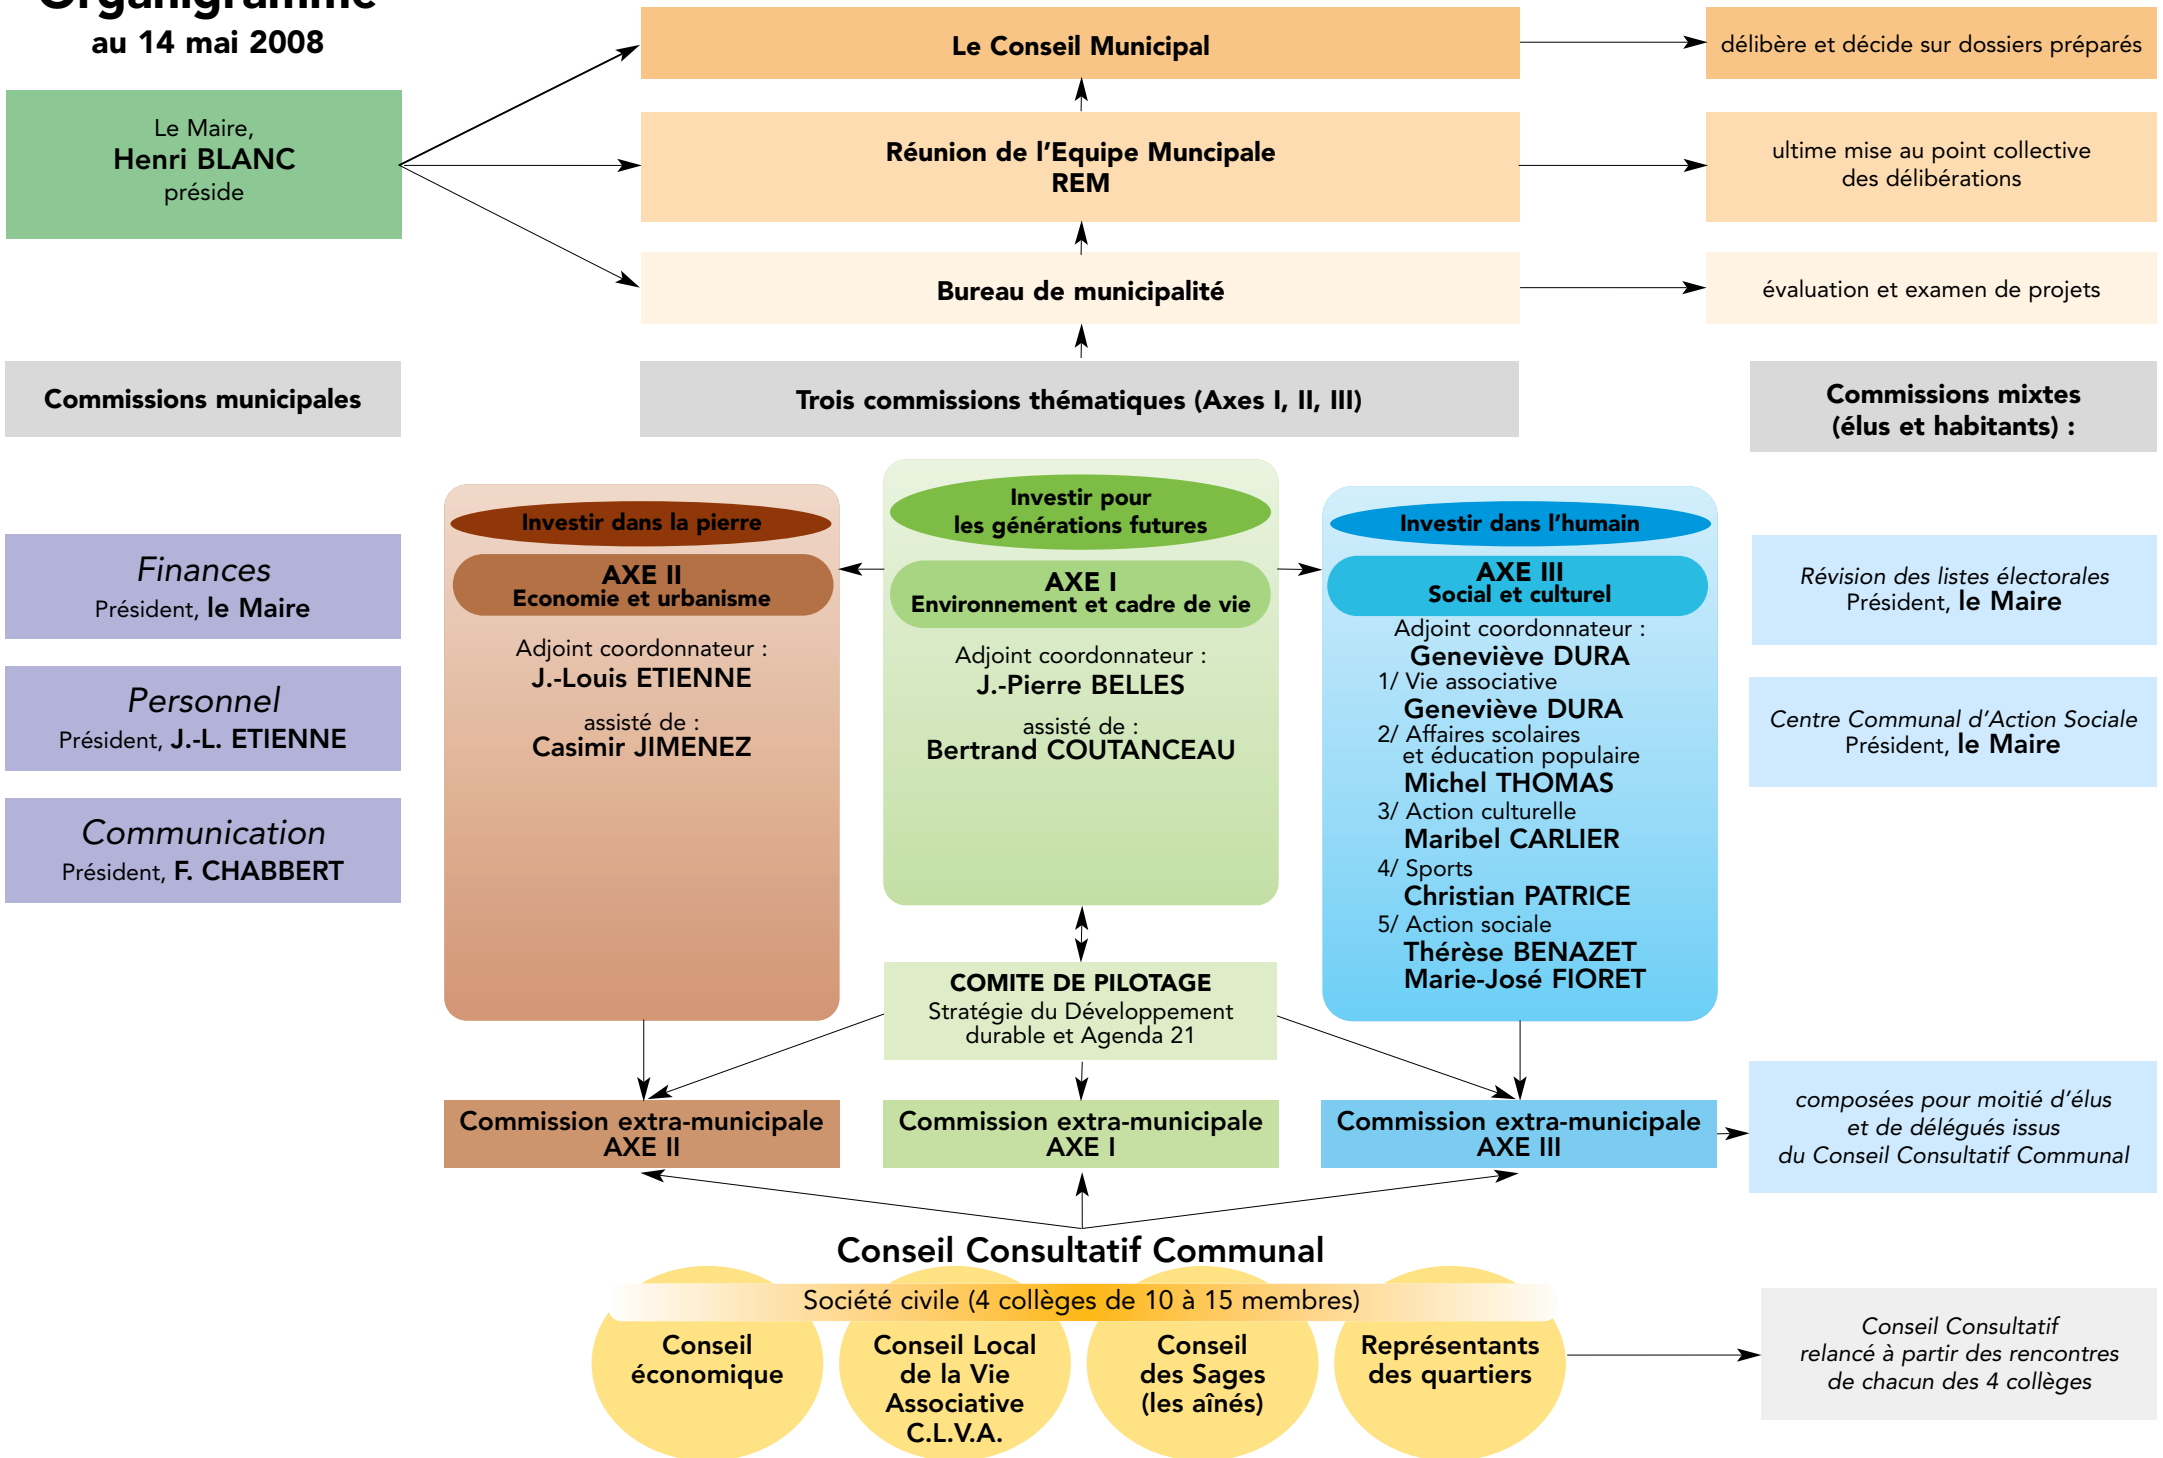 Organigramme
au 14 mai 2008
Le Maire,
Henri BLANC
préside
Le Conseil Municipal
délibère et décide sur dossiers préparés
Réunion de l'Equipe Muncipale
REM
ultime mise au point collective
des délibérations
Bureau de municipalité
évaluation et examen de projets
Commissions municipales
Trois commissions thématiques (Axes I, II, III)
Commissions mixtes
(élus et habitants) :
Finances
Président, le Maire
Personnel
Président, J.-L. ETIENNE
Communication
Président, F. CHABBERT
Investir dans la pierre
AXE II
Economie et urbanisme
Adjoint coordonnateur :
J.-Louis ETIENNE
assisté de :
Casimir JIMENEZ
Investir pour
les générations futures
AXE I
Environnement et cadre de vie
Adjoint coordonnateur :
J.-Pierre BELLES
assisté de :
Bertrand COUTANCEAU
Investir dans l'humain
AXE III
Social et culturel
Adjoint coordonnateur :
Geneviève DURA
1/ Vie associative
Geneviève DURA
2/ Affaires scolaires
et éducation populaire
Michel THOMAS
3/ Action culturelle
Maribel CARLIER
4/ Sports
Christian PATRICE
5/ Action sociale
Thérèse BENAZET
Marie-José FIORET
Révision des listes électorales
Président, le Maire
Centre Communal d'Action Sociale
Président, le Maire
COMITE DE PILOTAGE
Stratégie du Développement
durable et Agenda 21
Commission extra-municipale
AXE II
Commission extra-municipale
AXE I
Commission extra-municipale
AXE III
composées pour moitié d'élus
et de délégués issus
du Conseil Consultatif Communal
Conseil Consultatif Communal
Société civile (4 collèges de 10 à 15 membres)
Conseil
économique
Conseil Local
de la Vie
Associative
C.L.V.A.
Conseil
des Sages
(les aînés)
Représentants
des quartiers
Conseil Consultatif
relancé à partir des rencontres
de chacun des 4 collèges